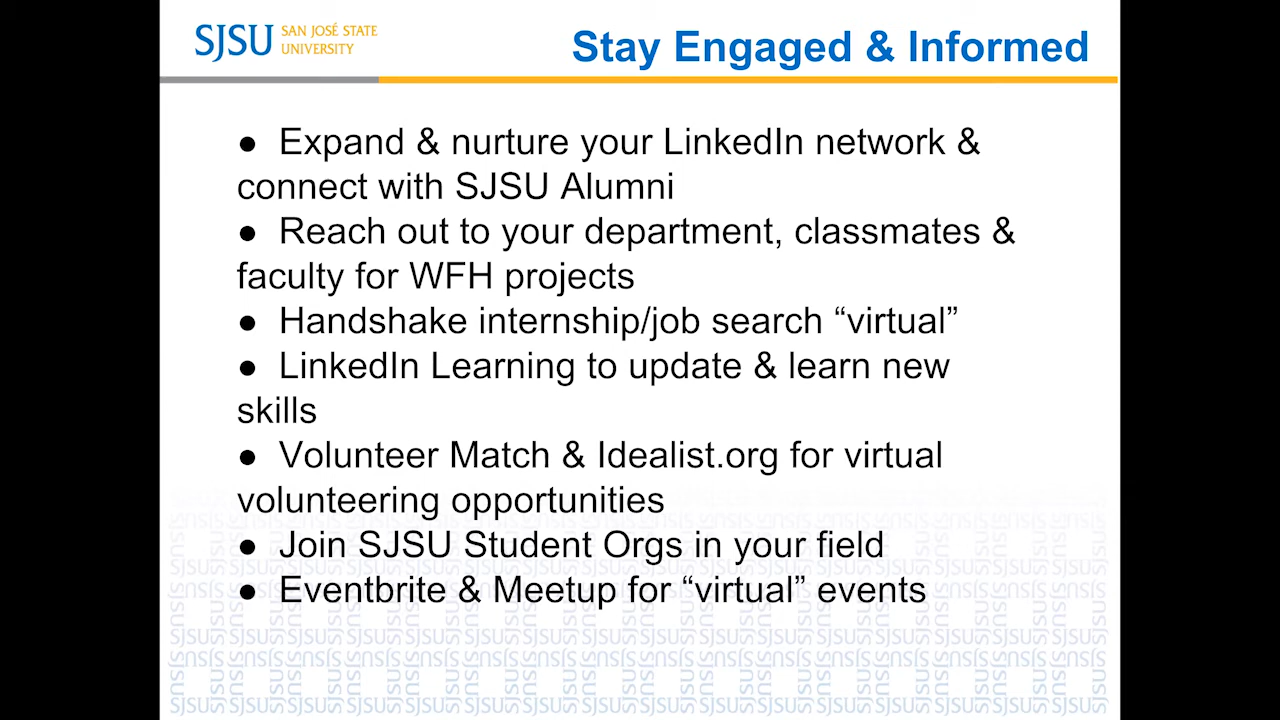 SJSU SAN JOSÉ STATE
UNIVERSITY
Stay Engaged & Informed
● Expand & nurture your LinkedIn network &
connect with SJSU Alumni
● Reach out to your department, classmates &
faculty for WFH projects
● Handshake internship/job search “virtual”
● LinkedIn Learning to update & learn new
skills
● Volunteer Match & Idealist.org for virtual
volunteering opportunities
● Join SJSU Student Orgs in your field
● Eventbrite & Meetup for “virtual” events